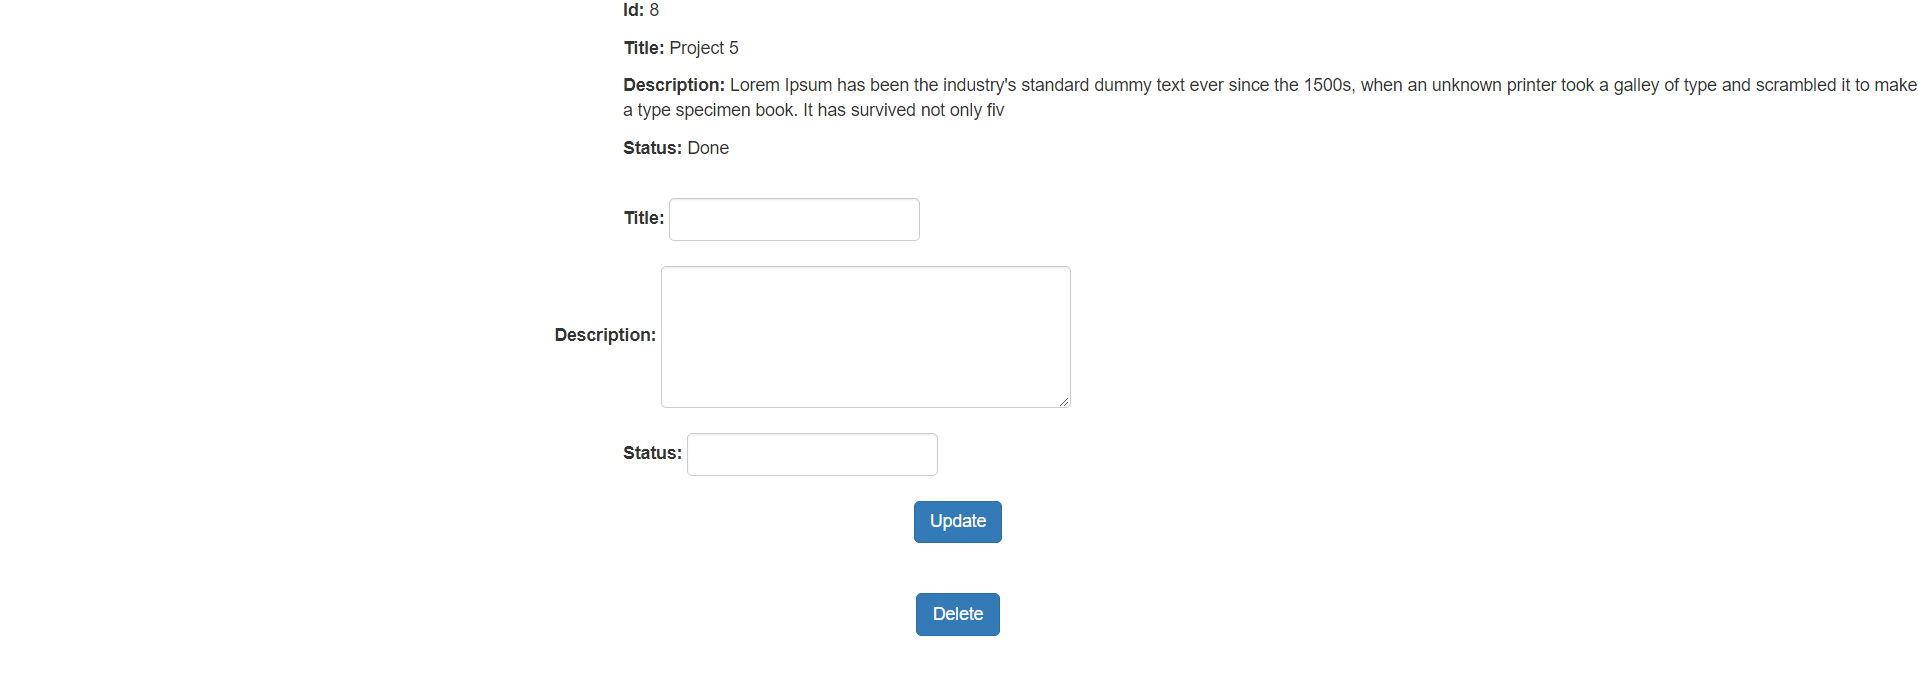 Id: 8
Title: Project 5
Description: Lorem Ipsum has been the industry's standard dummy text ever since the 1500s, when an unknown printer took a galley of type and scrambled it to make
a type specimen book. It has survived not only fiv
Status: Done
Title:
Description:
Status:
Update
Delete